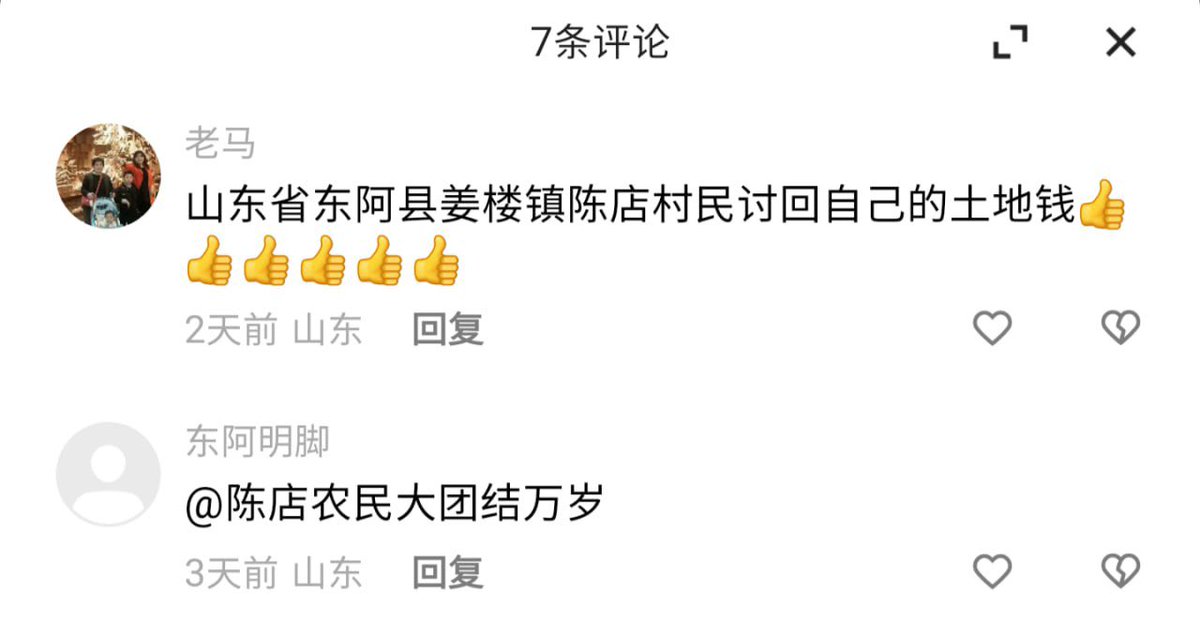 7条评论
老马
山东省东阿县姜楼镇陈店村民讨回自己的土地钱👍
👍👍👍👍👍
2天前 山东 回复
东阿明脚
@陈店农民大团结万岁
3天前 山东 回复